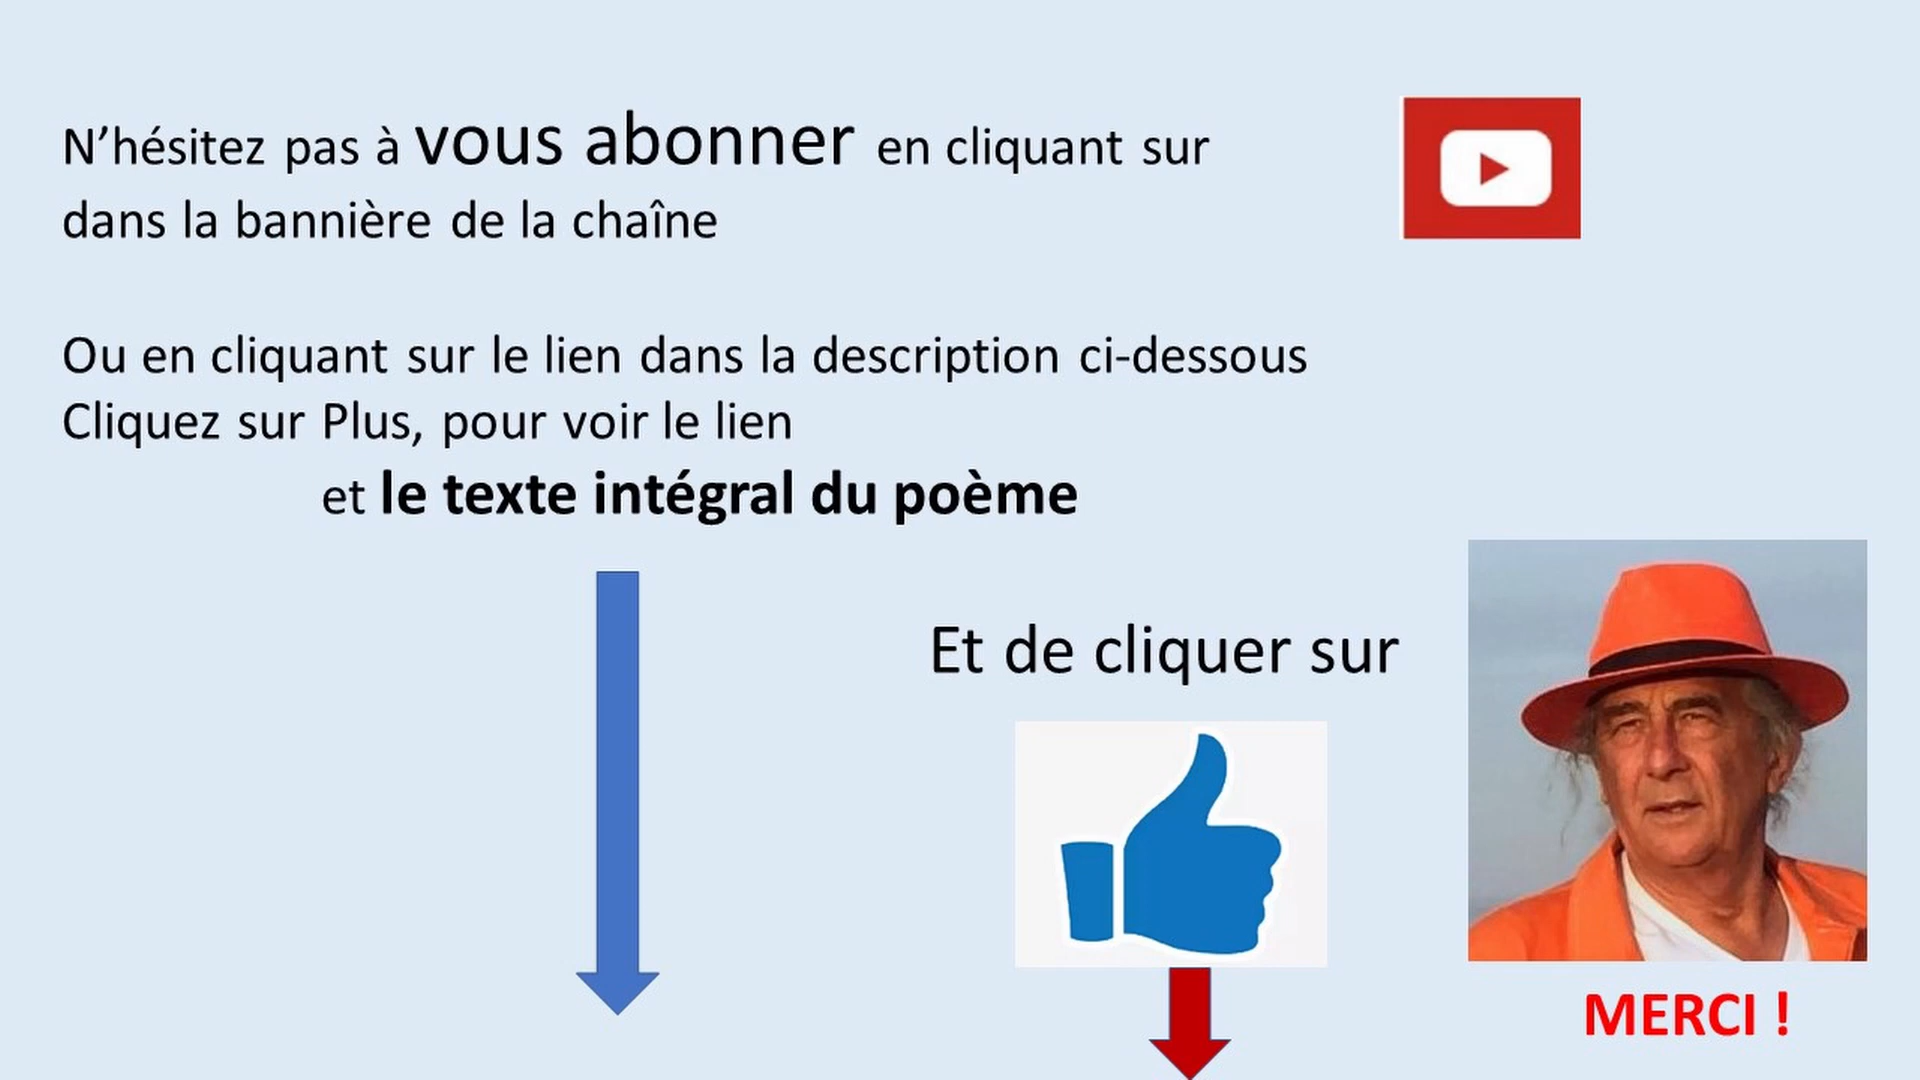 N’hésitez pas à vous abonner en cliquant sur
dans la bannière de la chaîne
Ou en cliquant sur le lien dans la description ci-dessous
Cliquez sur Plus, pour voir le lien
et le texte intégral du poème
Et de cliquer sur
MERCI !